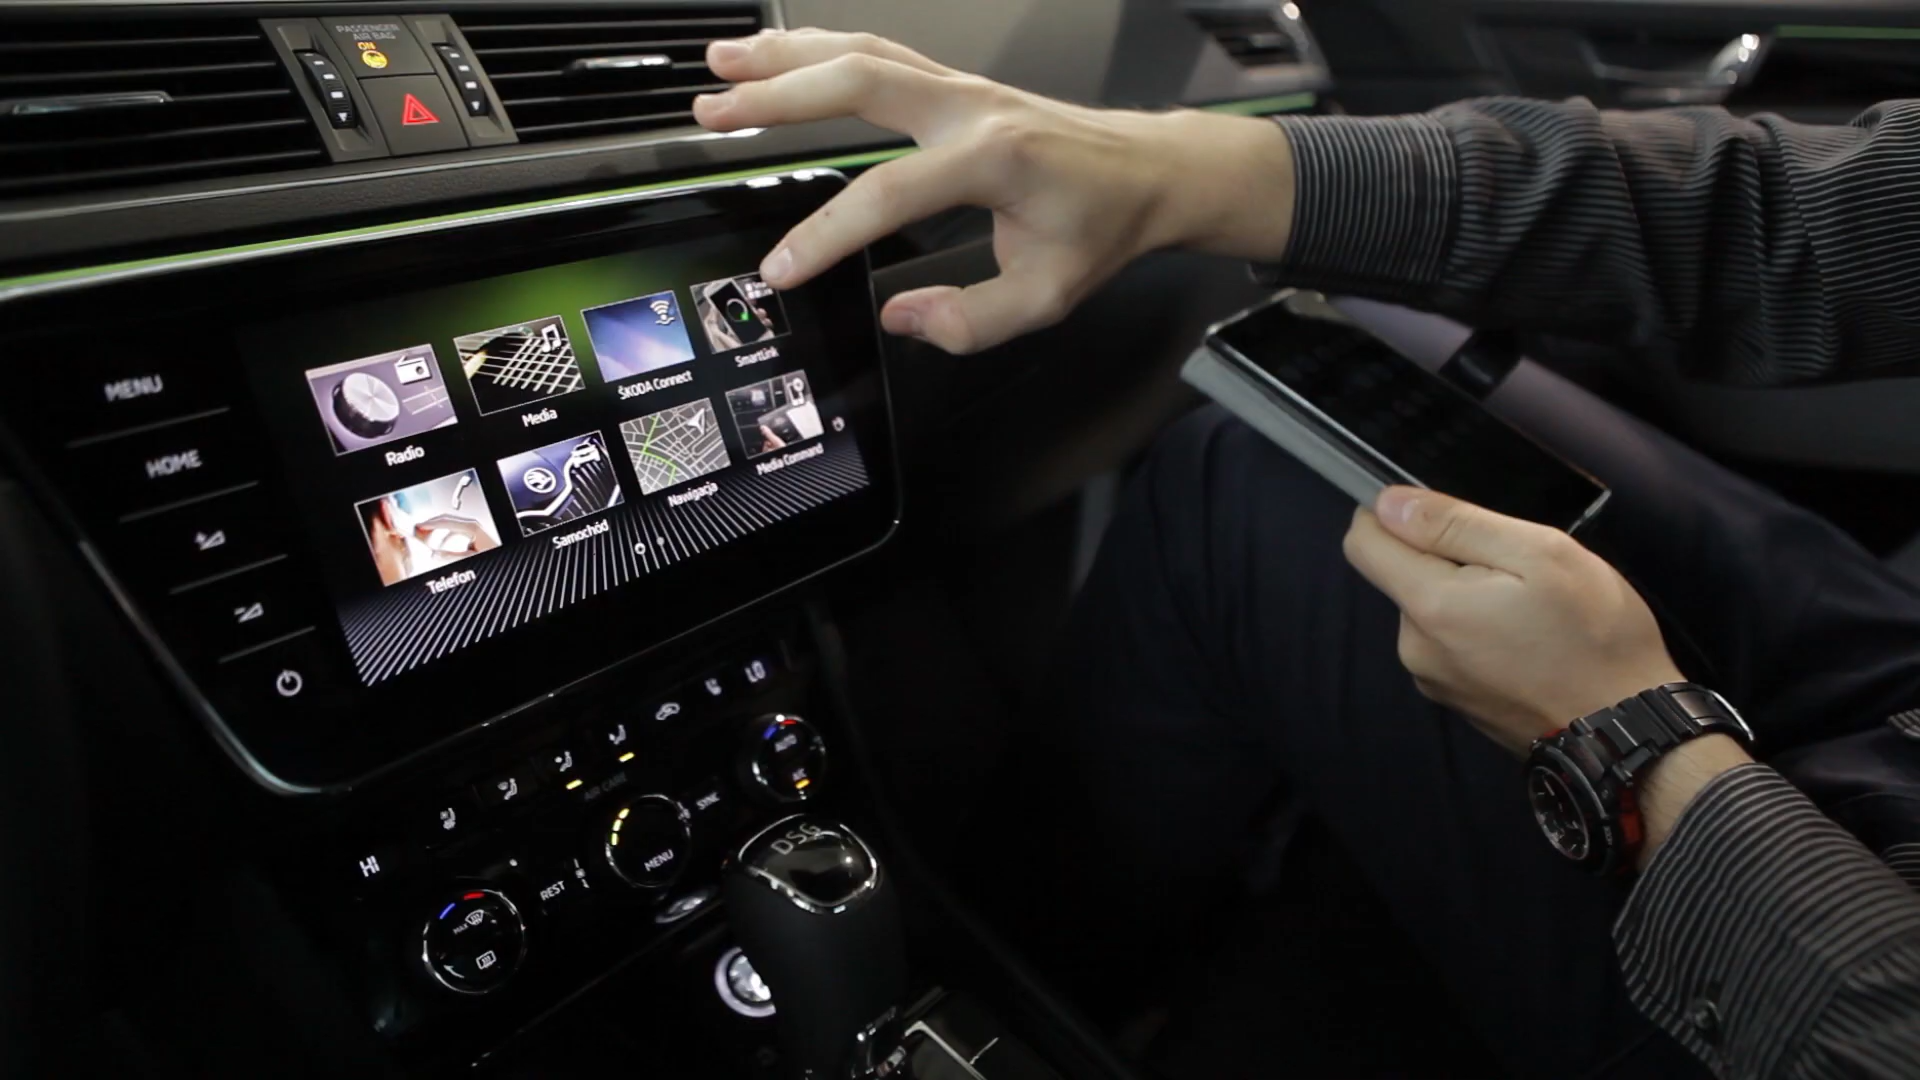 PASSENGER
AIR BAG
ON
MENU
HOME
Radio
Media
ŠKODA Connect
SmartLink
Telefon
Samochód
Nawigacja
Media Command
LO
AUTO
A/C
AIR CARE
SYNC
MENU
HI
REST
MAX
DSG